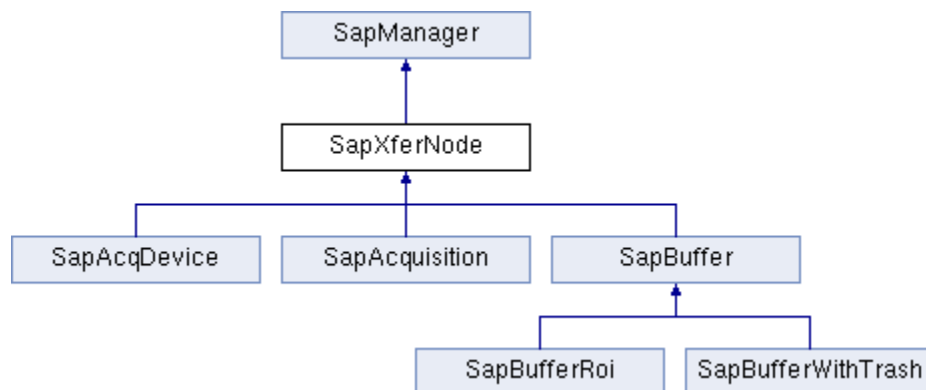 SapManager
SapXferNode
SapAcqDevice
SapAcquisition
SapBuffer
SapBufferRoi
SapBufferWithTrash